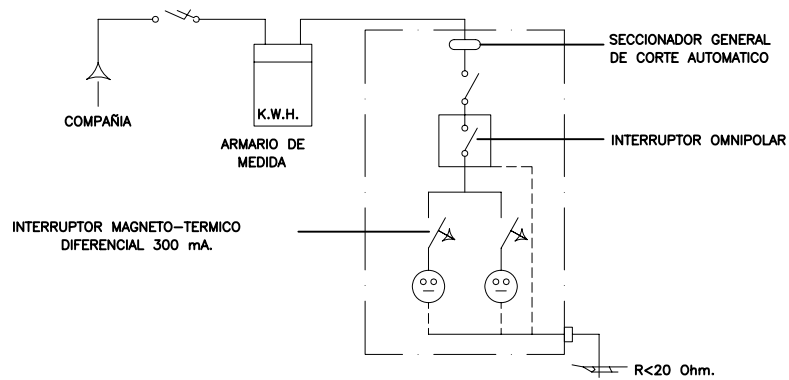 SECCIONADOR GENERAL
DE CORTE AUTOMATICO
COMPAÑIA
K.W.H.
ARMARIO DE
MEDIDA
INTERRUPTOR OMNIPOLAR
INTERRUPTOR MAGNETO-TERMICO
DIFERENCIAL 300 mA.
R<20 Ohm.